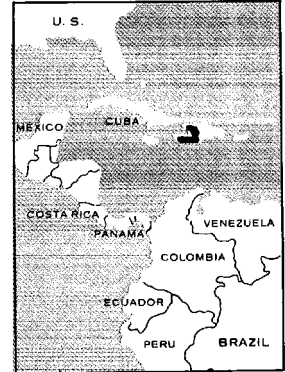 U. S.
MEXICO
CUBA
COSTA RICA
PANAMA
VENEZUELA
COLOMBIA
ECUADOR
PERU
BRAZIL